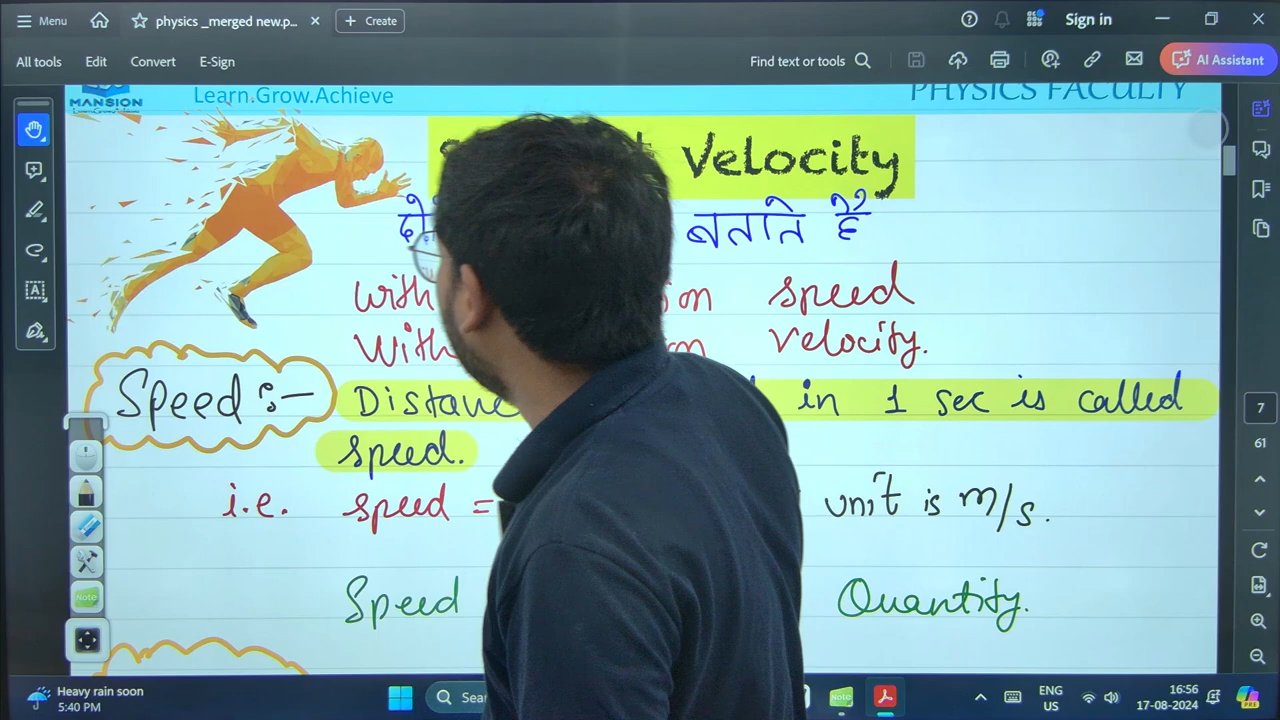 Menu physics _merged new.p... Create Sign in
All tools Edit Convert E-Sign Find text or tools AI Assistant
MANSION Learn.Grow.Achieve PHYSICS FACULTY
Velocity
बताते हैं
With speed
With velocity.
Speed :- in 1 sec is called
speed.
i.e. speed = unit is m/s.
Speed Quantity.
7
61
Note
Heavy rain soon
5:40 PM
ENG
US
16:56
17-08-2024
PRE